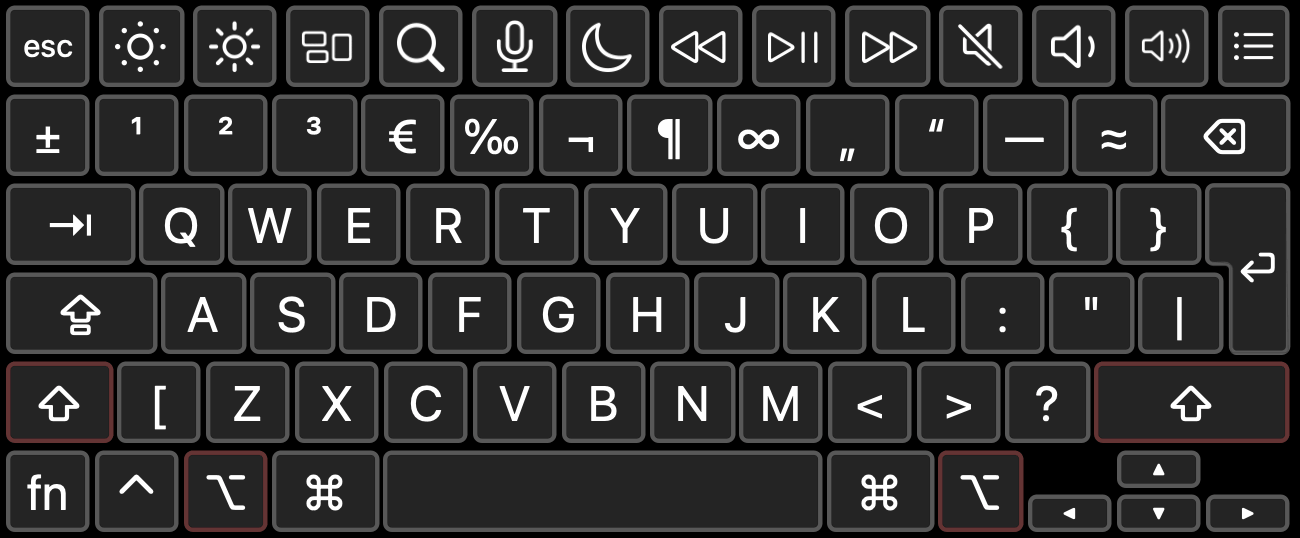 esc
± ¹ ² ³ € ‰ ¬ ¶ ∞ „ “ — ≈
Q W E R T Y U I O P { }
A S D F G H J K L : " |
[ Z X C V B N M < > ?
fn ^ ⌥ ⌘ ⌘ ⌥